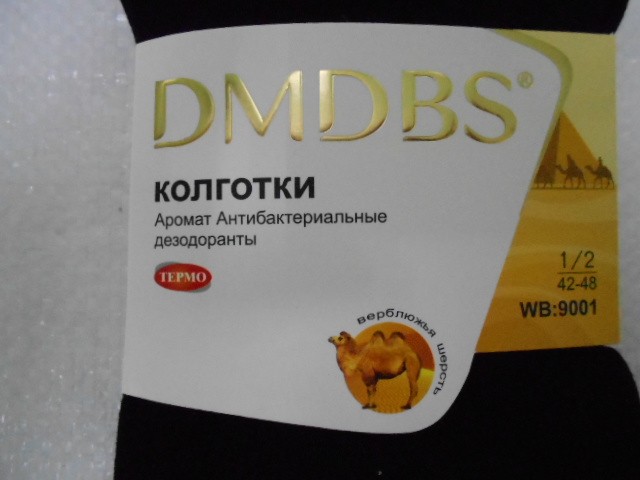 DMDBS®
КОЛГОТКИ
Аромат Антибактериальные
дезодоранты
ТЕРМО
1/2
42-48
WB:9001
верблюжья шерсть